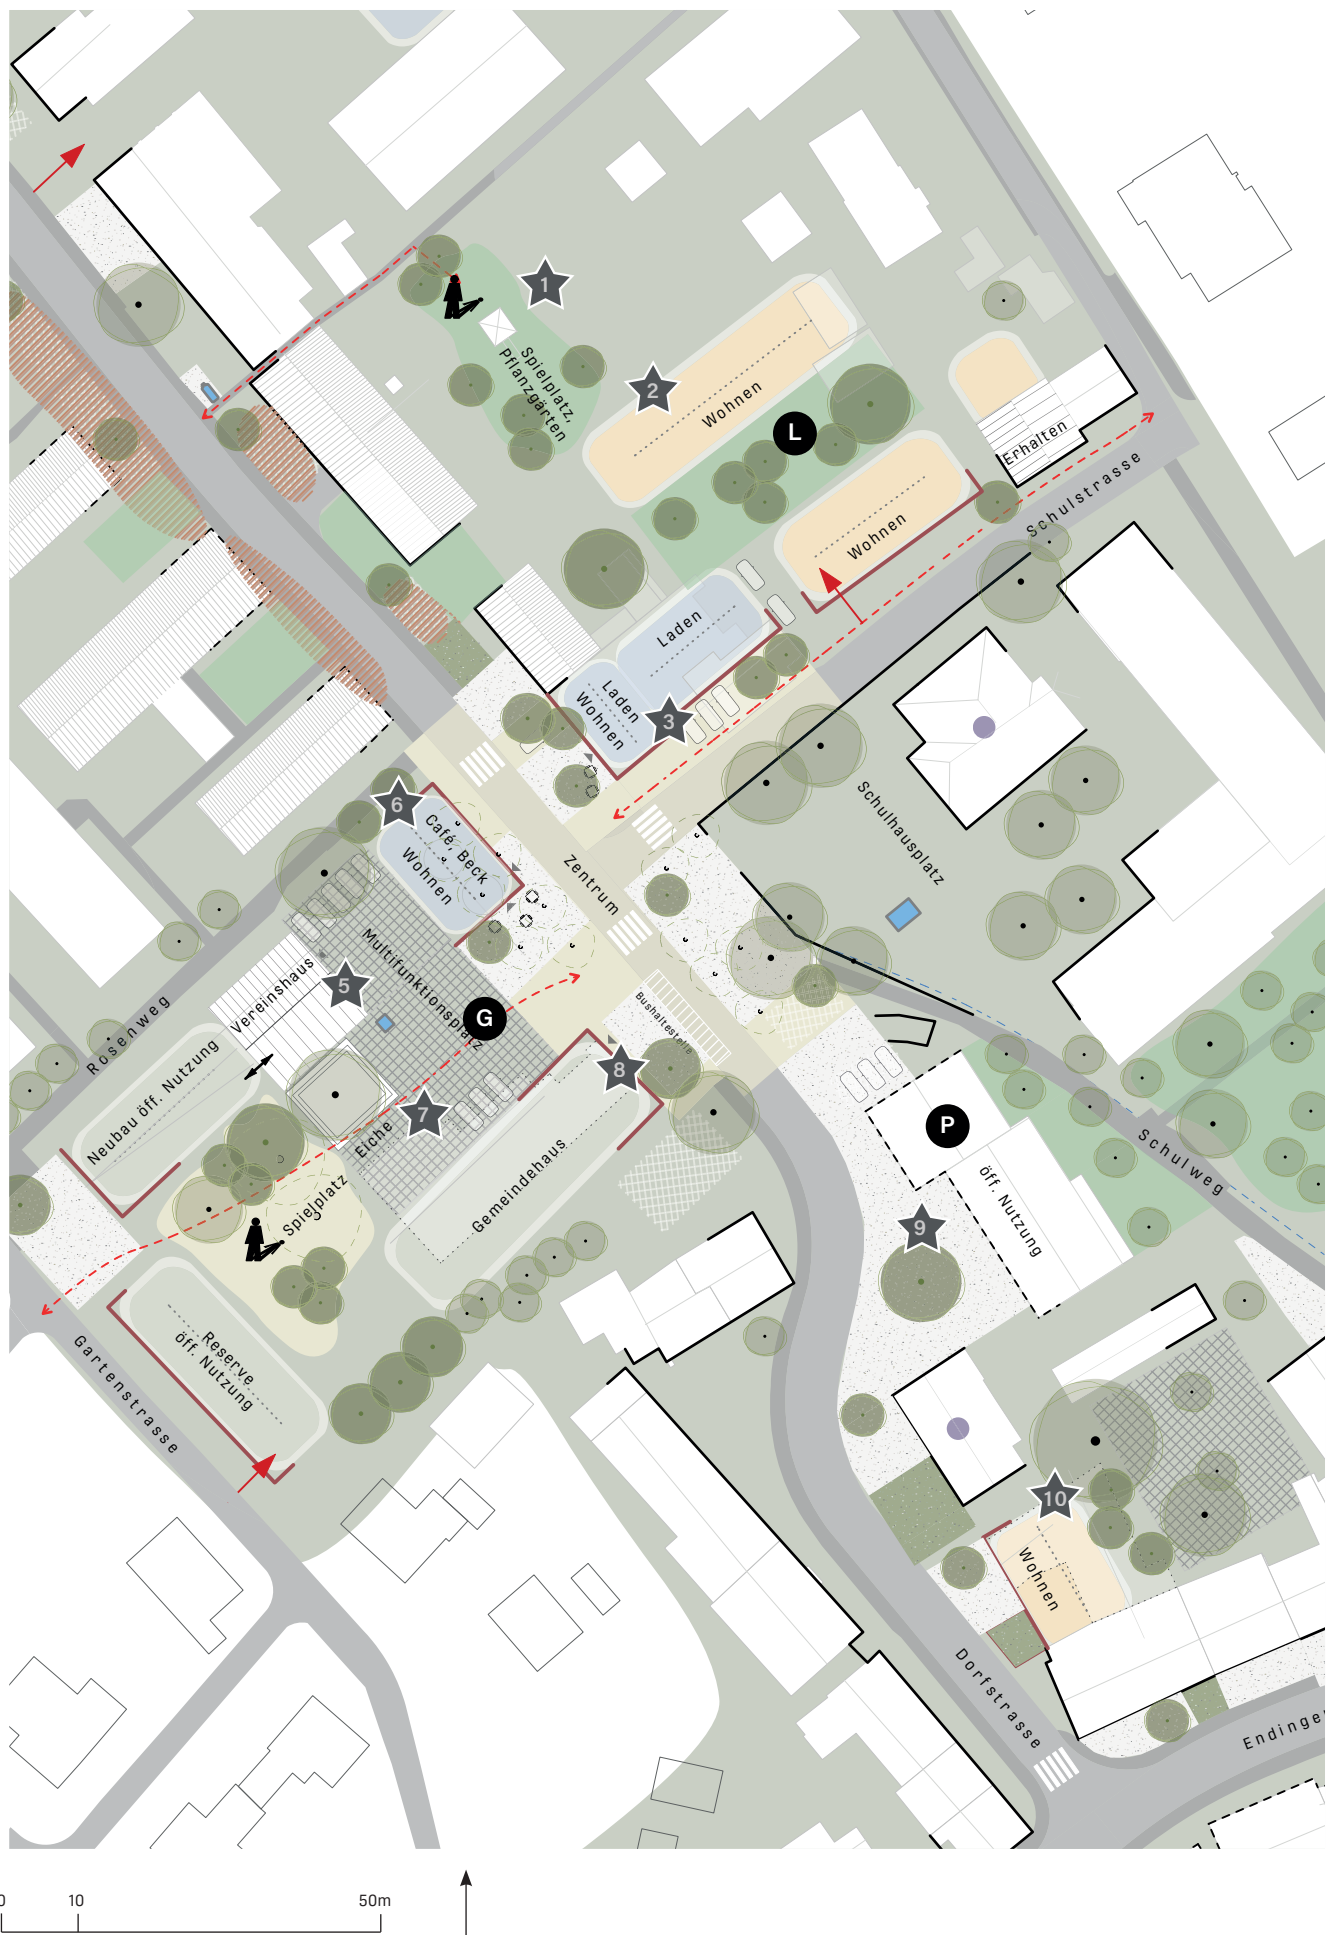 1
Spielplatz,
Pflanzgärten
2
Wohnen
L
Erhalten
Wohnen
Schulstrasse
Laden
Laden
Wohnen
3
6
Café, Beck
Wohnen
Zentrum
Schulhausplatz
Multifunktionsplatz
Vereinshaus
5
G
Bushaltestelle
Rosenweg
Neubau öff. Nutzung
8
7
Eiche
P
Schulweg
Gemeindehaus
Spielplatz
öff. Nutzung
9
Reserve
öff. Nutzung
Gartenstrasse
10
Wohnen
Dorfstrasse
Endinger
0
10
50m